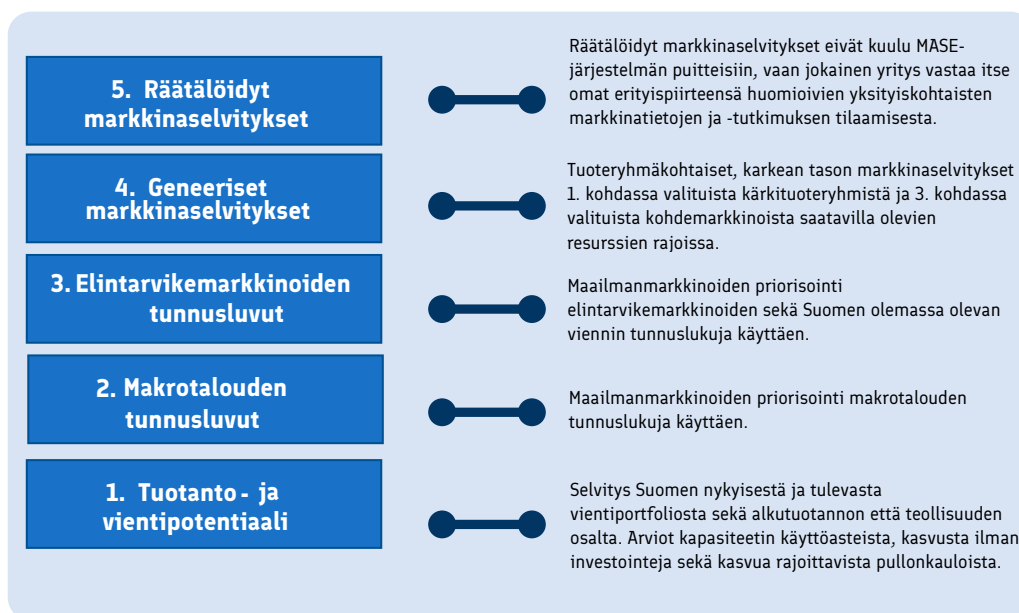 5. Räätälöidyt
markkinaselvitykset
Räätälöidyt markkinaselvitykset eivät kuulu MASE-
järjestelmän puitteisiin, vaan jokainen yritys vastaa itse
omat erityispiirteensä huomioivien yksityiskohtaisten
markkinatietojen ja -tutkimuksen tilaamisesta.
4. Geneeriset
markkinaselvitykset
Tuoteryhmäkohtaiset, karkean tason markkinaselvitykset
1. kohdassa valituista kärkituoteryhmistä ja 3. kohdassa
valituista kohdemarkkinoista saatavilla olevien
resurssien rajoissa.
3. Elintarvikemarkkinoiden
tunnusluvut
Maailmanmarkkinoiden priorisointi
elintarvikemarkkinoiden sekä Suomen olemassa olevan
viennin tunnuslukuja käyttäen.
2. Makrotalouden
tunnusluvut
Maailmanmarkkinoiden priorisointi makrotalouden
tunnuslukuja käyttäen.
1. Tuotanto - ja
vientipotentiaali
Selvitys Suomen nykyisestä ja tulevasta
vientiportfoliosta sekä alkutuotannon että teollisuuden
osalta. Arviot kapasiteetin käyttöasteista, kasvusta ilman
investointeja sekä kasvua rajoittavista pullonkauloista.